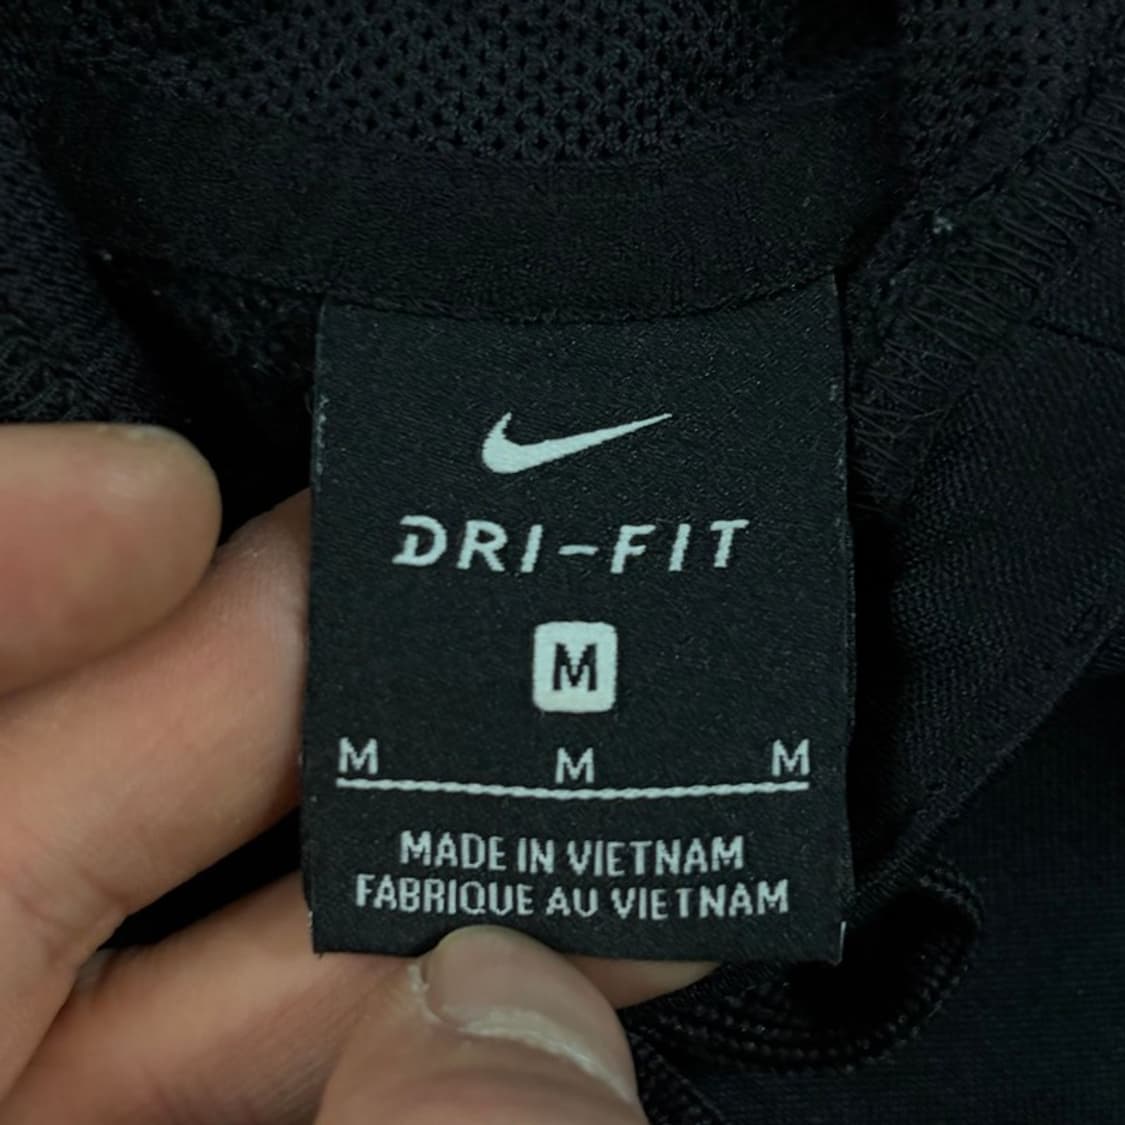 DRI-FIT
M
M M M
MADE IN VIETNAM
FABRIQUE AU VIETNAM